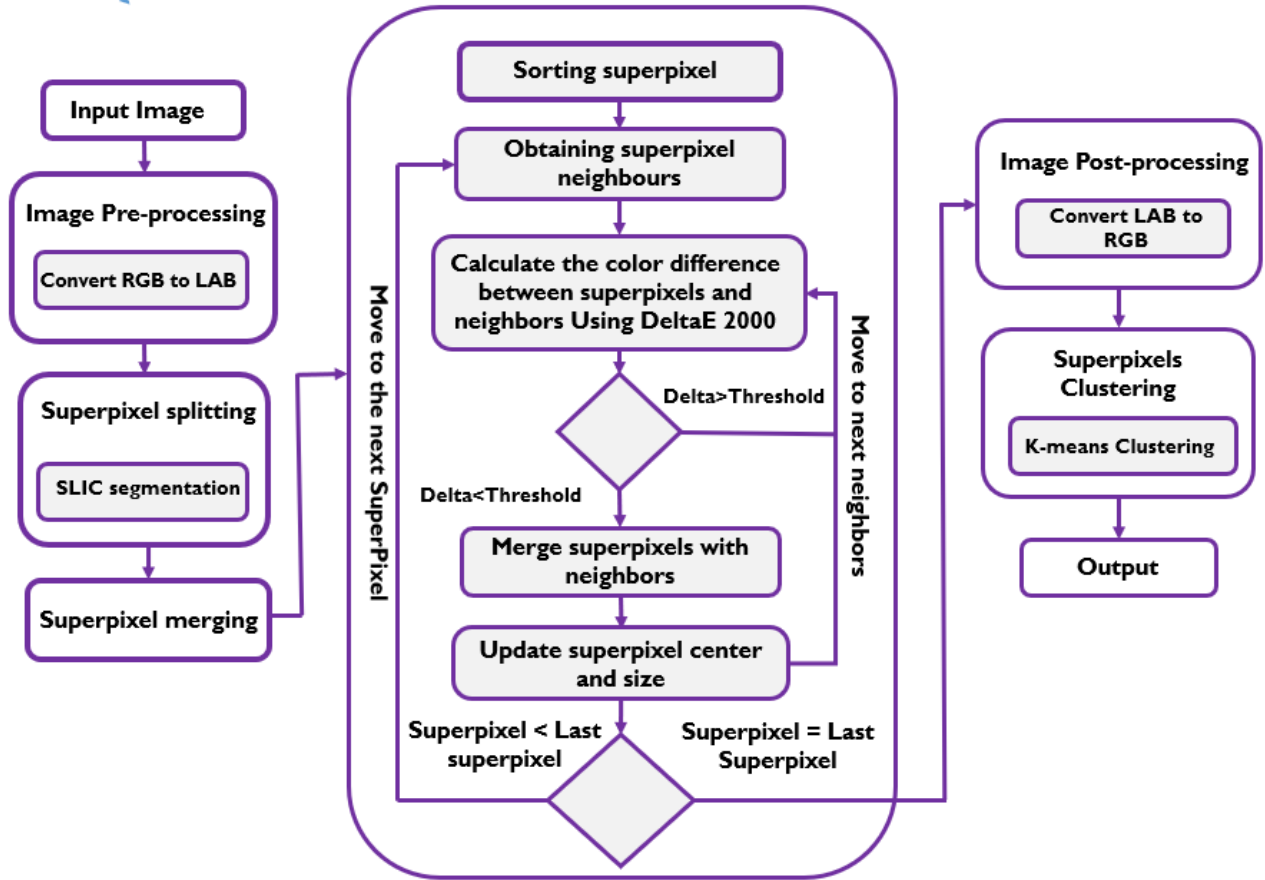 Input Image
Image Pre-processing
Convert RGB to LAB
Superpixel splitting
SLIC segmentation
Superpixel merging
Sorting superpixel
Obtaining superpixel
neighbours
Calculate the color difference
between superpixels and
neighbors Using DeltaE 2000
Delta>Threshold
Delta<Threshold
Move to next neighbors
Merge superpixels with
neighbors
Update superpixel center
and size
Superpixel < Last
superpixel
Move to the next SuperPixel
Superpixel = Last
Superpixel
Image Post-processing
Convert LAB to
RGB
Superpixels
Clustering
K-means Clustering
Output